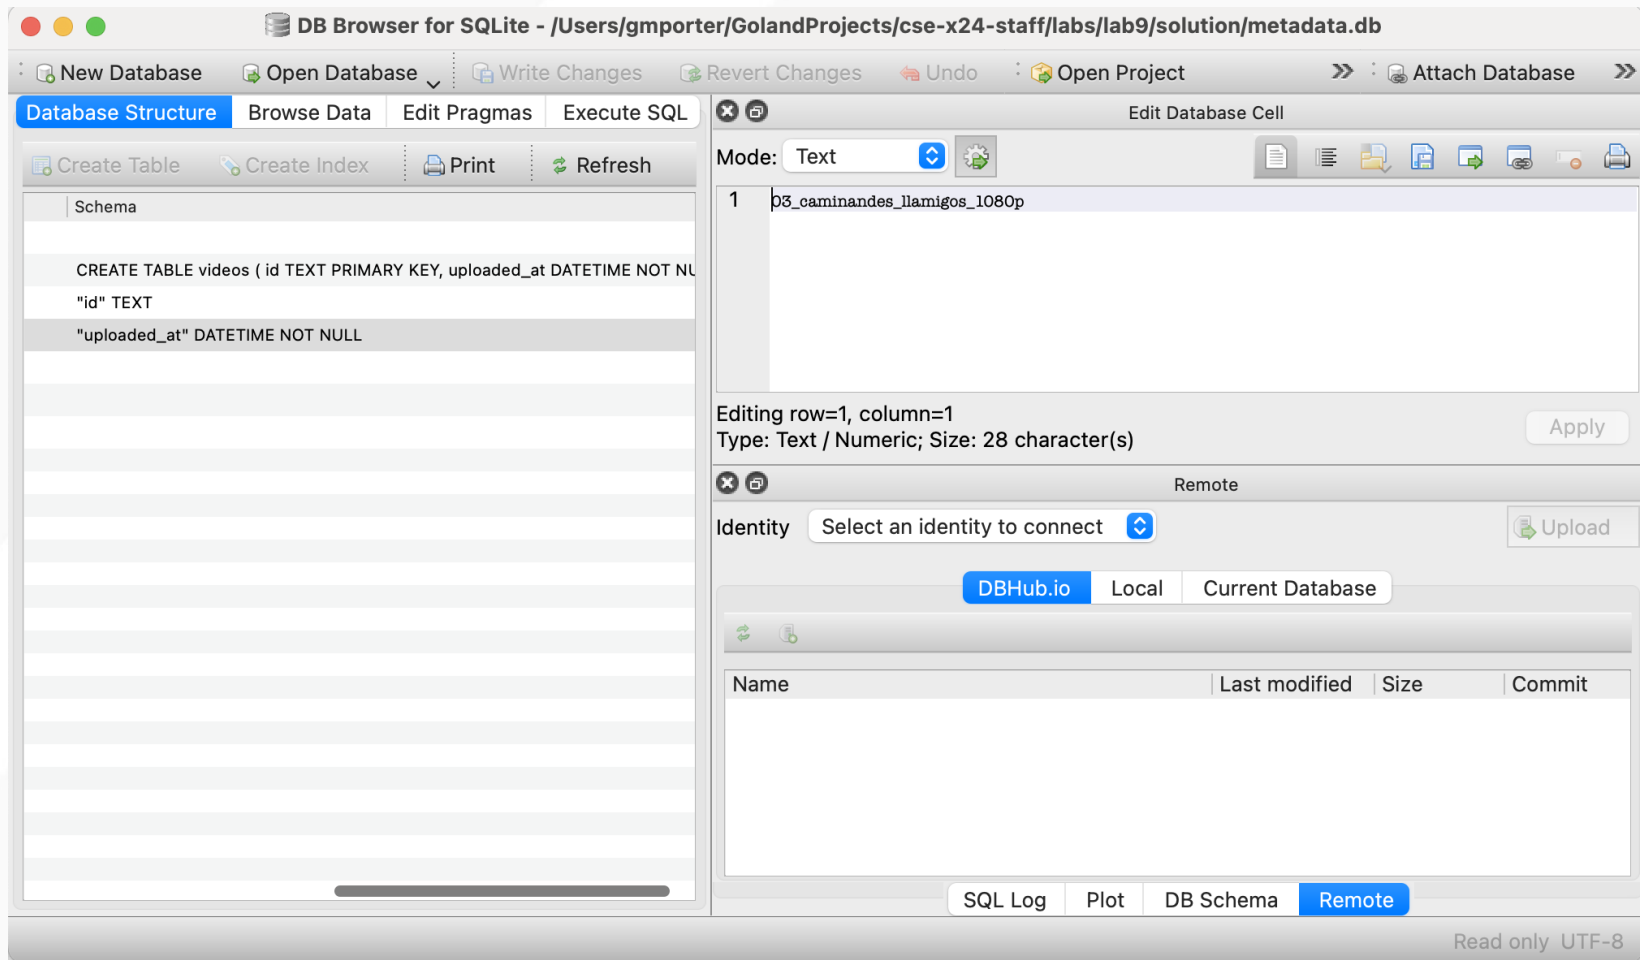 DB Browser for SQLite - /Users/gmporter/GolandProjects/cse-x24-staff/labs/lab9/solution/metadata.db
New Database Open Database Write Changes Revert Changes Undo Open Project Attach Database
Database Structure Browse Data Edit Pragmas Execute SQL
Create Table Create Index Print Refresh
Schema
CREATE TABLE videos ( id TEXT PRIMARY KEY, uploaded_at DATETIME NOT NU
"id" TEXT
"uploaded_at" DATETIME NOT NULL
Edit Database Cell
Mode: Text
1 03_caminandes_llamigos_1080p
Editing row=1, column=1
Type: Text / Numeric; Size: 28 character(s)
Apply
Remote
Identity Select an identity to connect Upload
DBHub.io Local Current Database
Name Last modified Size Commit
SQL Log Plot DB Schema Remote
Read only UTF-8